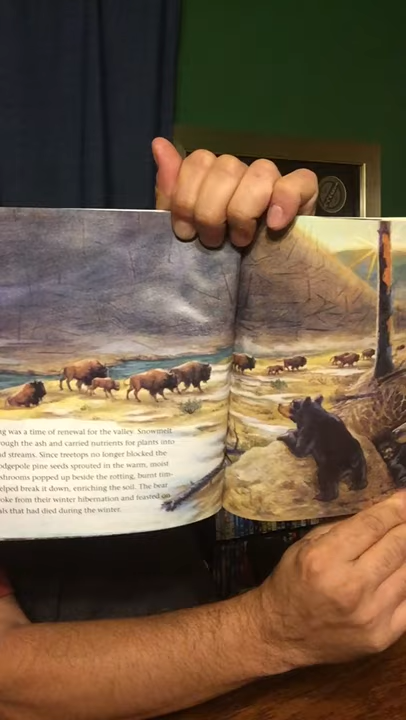 ng was a time of renewal for the valley. Snowmelt
rough the ash and carried nutrients for plants into
nd streams. Since treetops no longer blocked the
odgepole pine seeds sprouted in the warm, moist
shrooms popped up beside the rotting, burnt tim-
elped break it down, enriching the soil. The bear
oke from their winter hibernation and feasted on
als that had died during the winter.